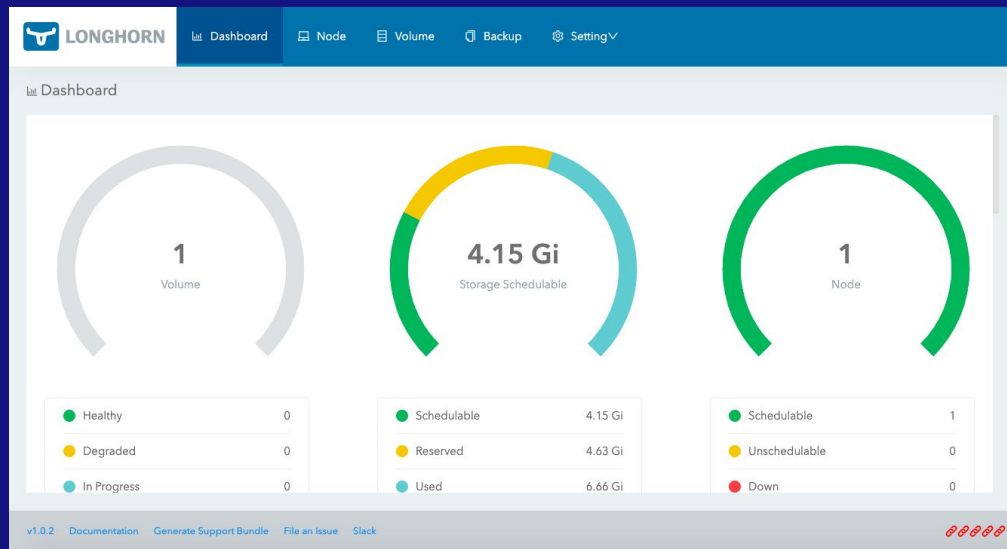 LONGHORN
Dashboard Node Volume Backup Setting
Dashboard
1
Volume
4.15 Gi
Storage Schedulable
1
Node
Healthy 0
Degraded 0
In Progress 0
Schedulable 4.15 Gi
Reserved 4.63 Gi
Used 6.66 Gi
Schedulable 1
Unschedulable 0
Down 0
v1.0.2 Documentation Generate Support Bundle File an Issue Slack